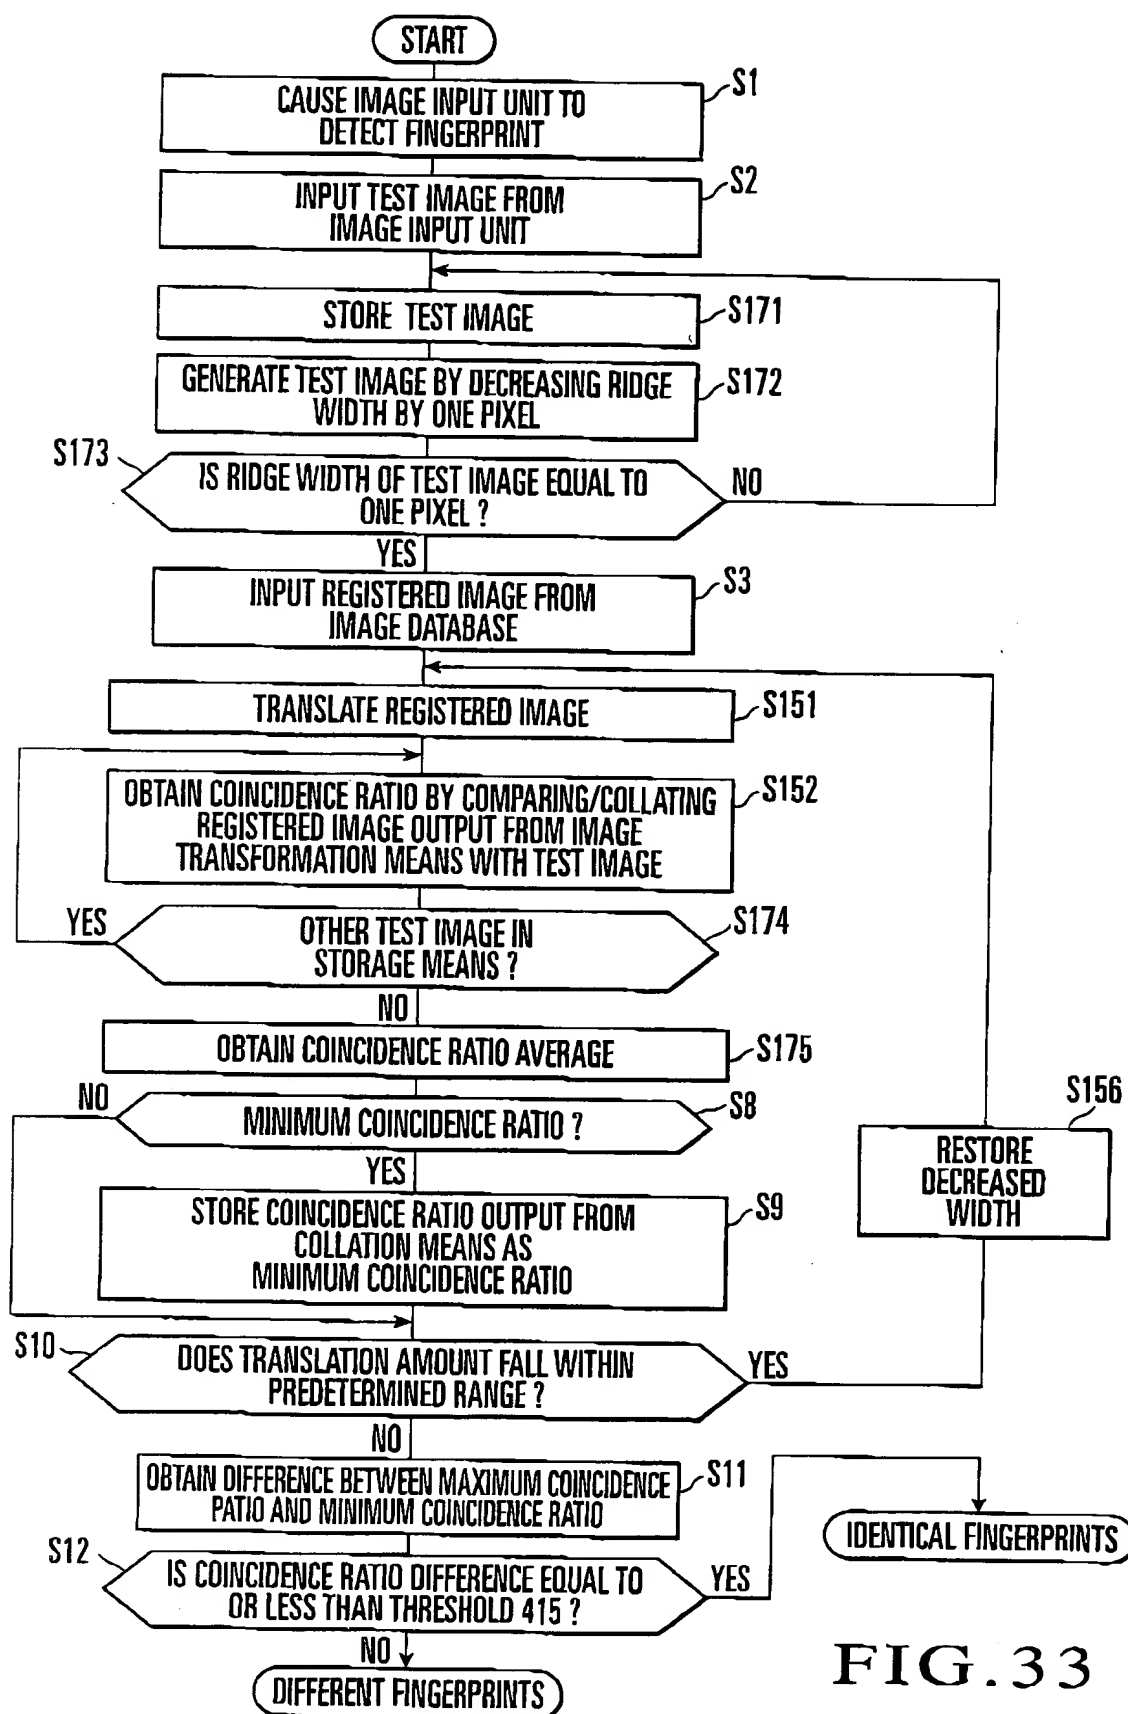 START
S1
CAUSE IMAGE INPUT UNIT TO
DETECT FINGERPRINT
S2
INPUT TEST IMAGE FROM
IMAGE INPUT UNIT
S171
STORE TEST IMAGE
S172
GENERATE TEST IMAGE BY DECREASING RIDGE
WIDTH BY ONE PIXEL
S173
IS RIDGE WIDTH OF TEST IMAGE EQUAL TO
ONE PIXEL ?
NO
YES
S3
INPUT REGISTERED IMAGE FROM
IMAGE DATABASE
S151
TRANSLATE REGISTERED IMAGE
S152
OBTAIN COINCIDENCE RATIO BY COMPARING/COLLATING
REGISTERED IMAGE OUTPUT FROM IMAGE
TRANSFORMATION MEANS WITH TEST IMAGE
YES
S174
OTHER TEST IMAGE IN
STORAGE MEANS ?
NO
S175
OBTAIN COINCIDENCE RATIO AVERAGE
NO
S8
MINIMUM COINCIDENCE RATIO ?
YES
S156
RESTORE
DECREASED
WIDTH
S9
STORE COINCIDENCE RATIO OUTPUT FROM
COLLATION MEANS AS
MINIMUM COINCIDENCE RATIO
S10
DOES TRANSLATION AMOUNT FALL WITHIN
PREDETERMINED RANGE ?
YES
NO
S11
OBTAIN DIFFERENCE BETWEEN MAXIMUM COINCIDENCE
PATIO AND MINIMUM COINCIDENCE RATIO
IDENTICAL FINGERPRINTS
S12
IS COINCIDENCE RATIO DIFFERENCE EQUAL TO
OR LESS THAN THRESHOLD 415 ?
YES
NO
DIFFERENT FINGERPRINTS
FIG.33